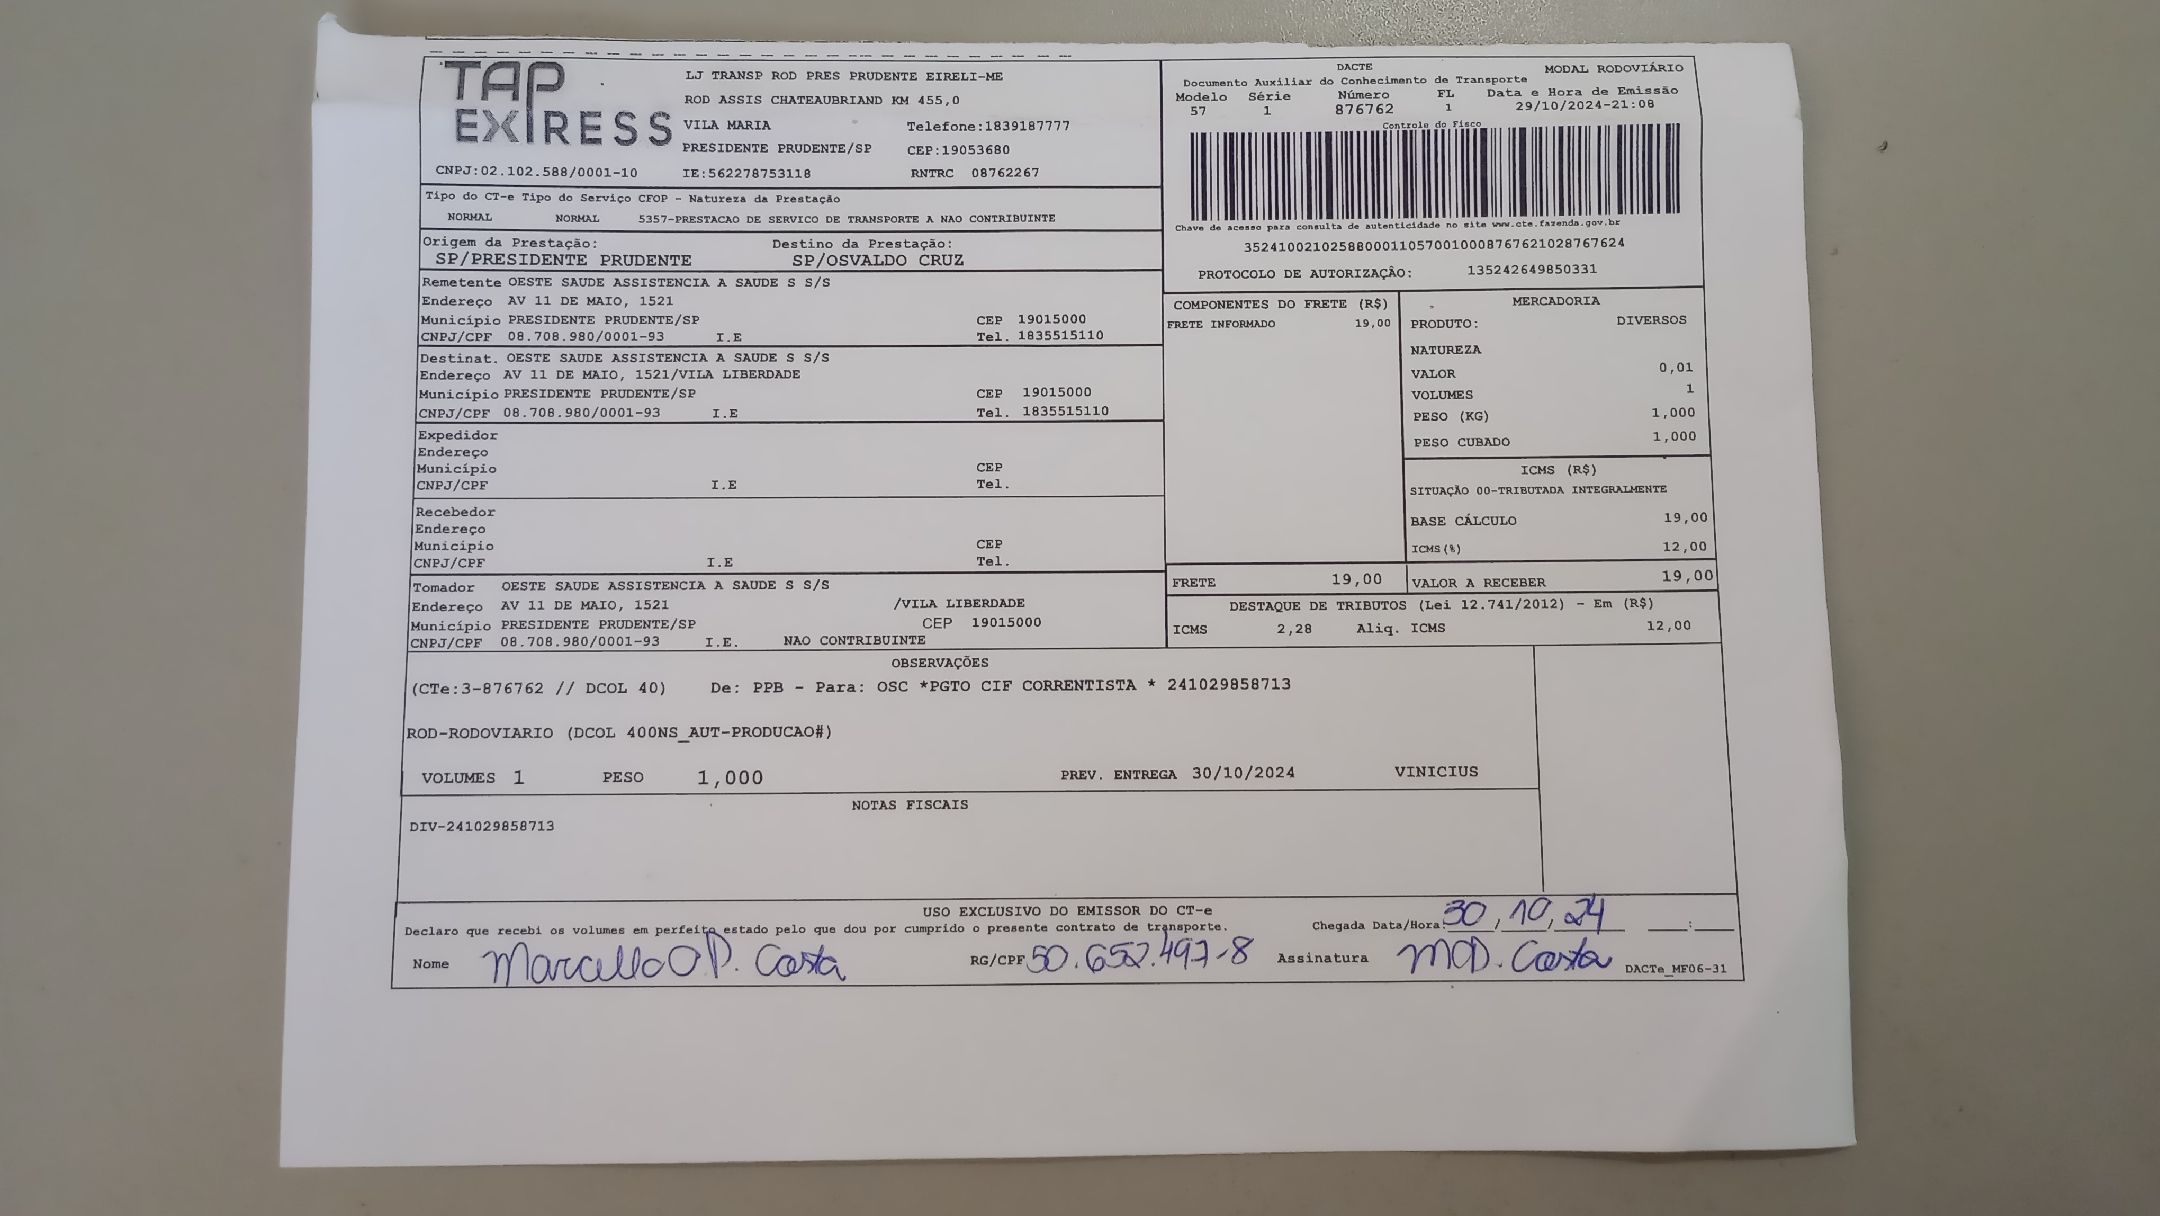 TAP
EXPRESS
LJ TRANSP ROD PRES PRUDENTE EIRELI-ME
ROD ASSIS CHATEAUBRIAND KM 455,0
VILA MARIA Telefone:1839187777
PRESIDENTE PRUDENTE/SP CEP:19053680
CNPJ:02.102.588/0001-10 IE:562278753118 RNTRC 08762267
DACTE MODAL RODOVIÁRIO
Documento Auxiliar do Conhecimento de Transporte
Modelo Série Número FL Data e Hora de Emissão
57 1 876762 1 29/10/2024-21:08
Controle do Fisco
Chave de acesso para consulta de autenticidade no site www.cte.fazenda.gov.br
35241002102588000110570010008767621028767624
PROTOCOLO DE AUTORIZAÇÃO: 135242649850331
Tipo do CT-e Tipo do Serviço CFOP - Natureza da Prestação
NORMAL NORMAL 5357-PRESTACAO DE SERVICO DE TRANSPORTE A NAO CONTRIBUINTE
Origem da Prestação: Destino da Prestação:
SP/PRESIDENTE PRUDENTE SP/OSVALDO CRUZ
Remetente OESTE SAUDE ASSISTENCIA A SAUDE S S/S
Endereço AV 11 DE MAIO, 1521
Município PRESIDENTE PRUDENTE/SP CEP 19015000
CNPJ/CPF 08.708.980/0001-93 I.E Tel. 1835515110
Destinat. OESTE SAUDE ASSISTENCIA A SAUDE S S/S
Endereço AV 11 DE MAIO, 1521/VILA LIBERDADE
Município PRESIDENTE PRUDENTE/SP CEP 19015000
CNPJ/CPF 08.708.980/0001-93 I.E Tel. 1835515110
Expedidor
Endereço
Município CEP
CNPJ/CPF I.E Tel.
Recebedor
Endereço
Município CEP
CNPJ/CPF I.E Tel.
Tomador OESTE SAUDE ASSISTENCIA A SAUDE S S/S
Endereço AV 11 DE MAIO, 1521 /VILA LIBERDADE
Município PRESIDENTE PRUDENTE/SP CEP 19015000
CNPJ/CPF 08.708.980/0001-93 I.E. NAO CONTRIBUINTE
COMPONENTES DO FRETE (R$)
FRETE INFORMADO 19,00
MERCADORIA
PRODUTO: DIVERSOS
NATUREZA
VALOR 0,01
VOLUMES 1
PESO (KG) 1,000
PESO CUBADO 1,000
ICMS (R$)
SITUAÇÃO 00-TRIBUTADA INTEGRALMENTE
BASE CÁLCULO 19,00
ICMS(%) 12,00
FRETE 19,00 VALOR A RECEBER 19,00
DESTAQUE DE TRIBUTOS (Lei 12.741/2012) - Em (R$)
ICMS 2,28 Aliq. ICMS 12,00
OBSERVAÇÕES
(CTe:3-876762 // DCOL 40) De: PPB - Para: OSC *PGTO CIF CORRENTISTA * 241029858713
ROD-RODOVIARIO (DCOL 400NS_AUT-PRODUCAO#)
VOLUMES 1 PESO 1,000 PREV. ENTREGA 30/10/2024 VINICIUS
NOTAS FISCAIS
DIV-241029858713
USO EXCLUSIVO DO EMISSOR DO CT-e
Declaro que recebi os volumes em perfeito estado pelo que dou por cumprido o presente contrato de transporte. Chegada Data/Hora: 30/10/24 __:__
Nome Marcello O P. Costa RG/CPF 50.652.497-8 Assinatura MOP. Costa DACTe_MF06-31